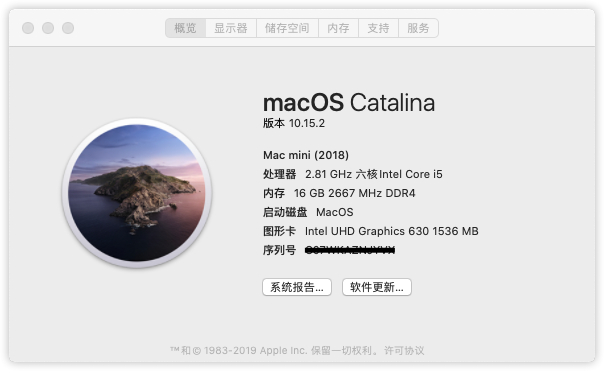 概览 显示器 储存空间 内存 支持 服务
macOS Catalina
版本 10.15.2
Mac mini (2018)
处理器 2.81 GHz 六核Intel Core i5
内存 16 GB 2667 MHz DDR4
启动磁盘 MacOS
图形卡 Intel UHD Graphics 630 1536 MB
序列号
系统报告... 软件更新...
™和© 1983-2019 Apple Inc. 保留一切权利。许可协议